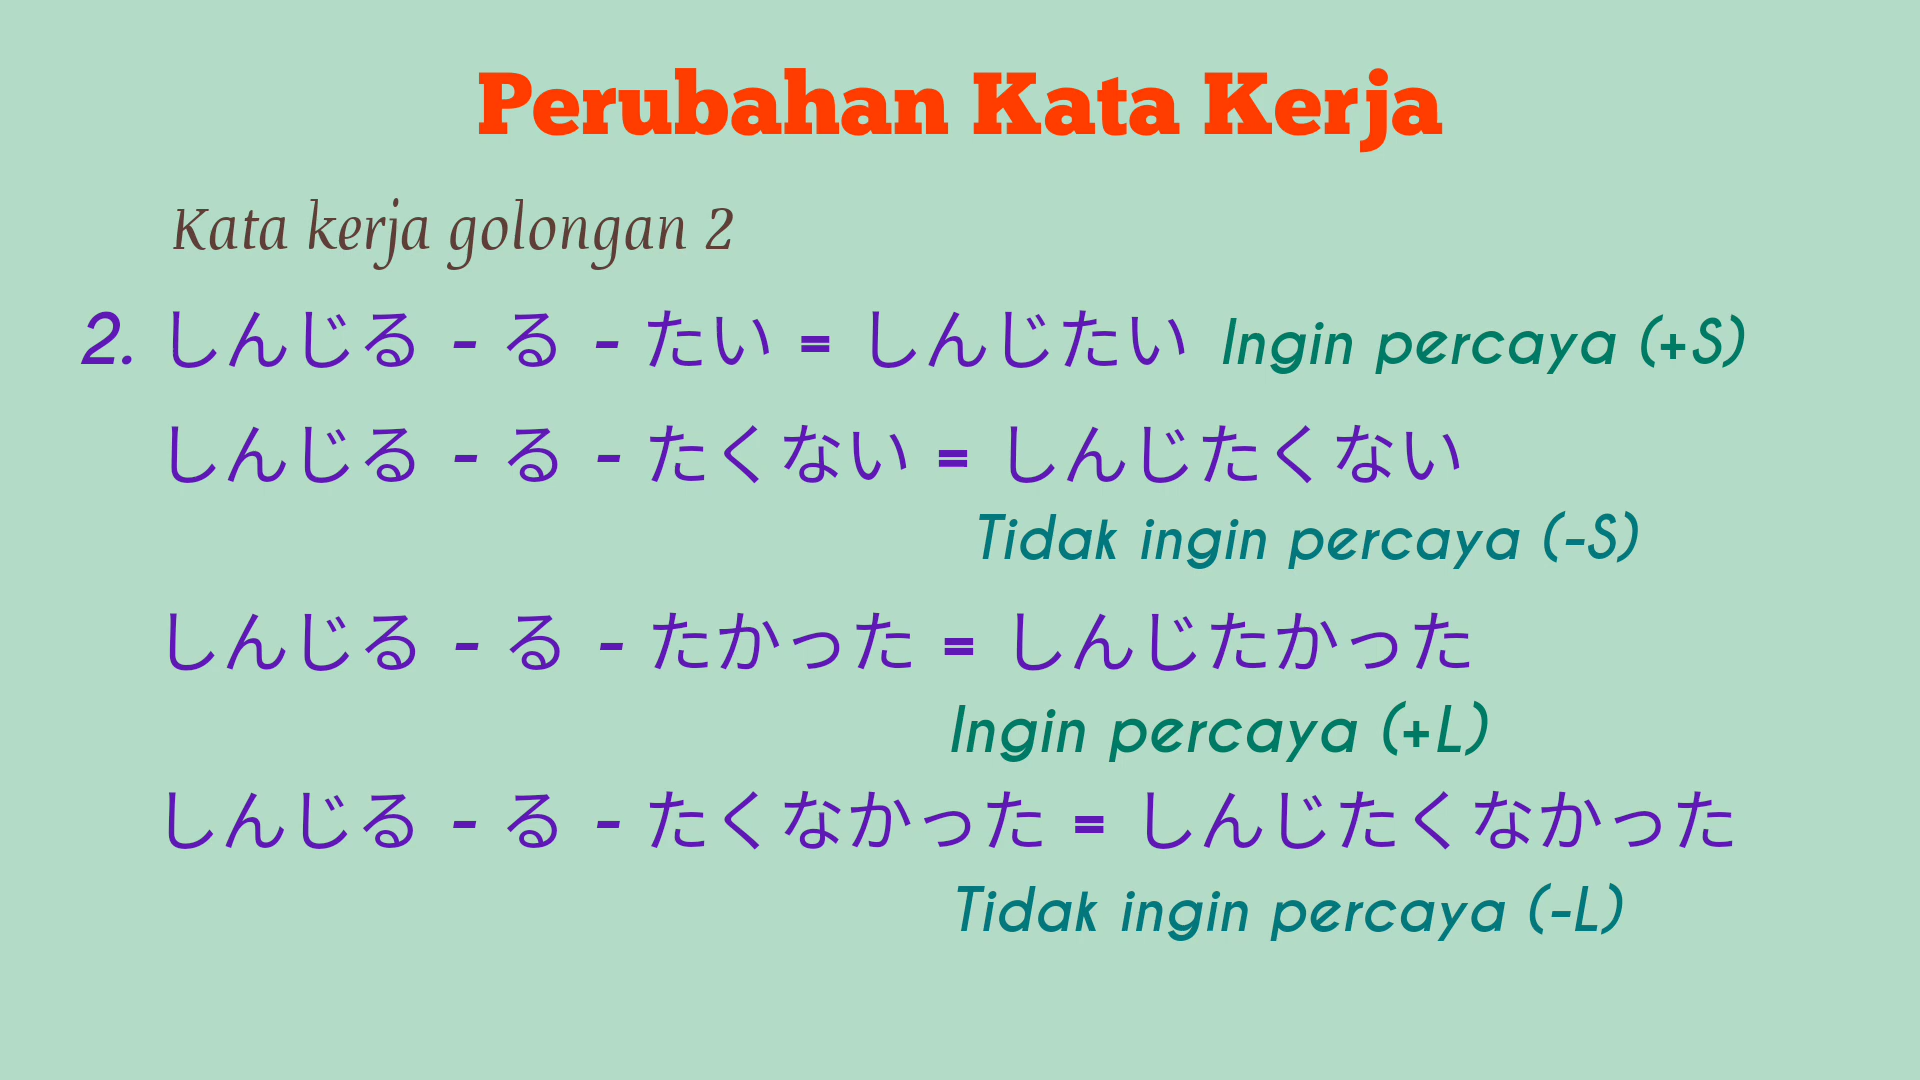 Perubahan Kata Kerja
Kata kerja golongan 2
2. しんじる - る - たい = しんじたい Ingin percaya (+S)
しんじる - る - たくない = しんじたくない
Tidak ingin percaya (-S)
しんじる - る - たかった = しんじたかった
Ingin percaya (+L)
しんじる - る - たくなかった = しんじたくなかった
Tidak ingin percaya (-L)